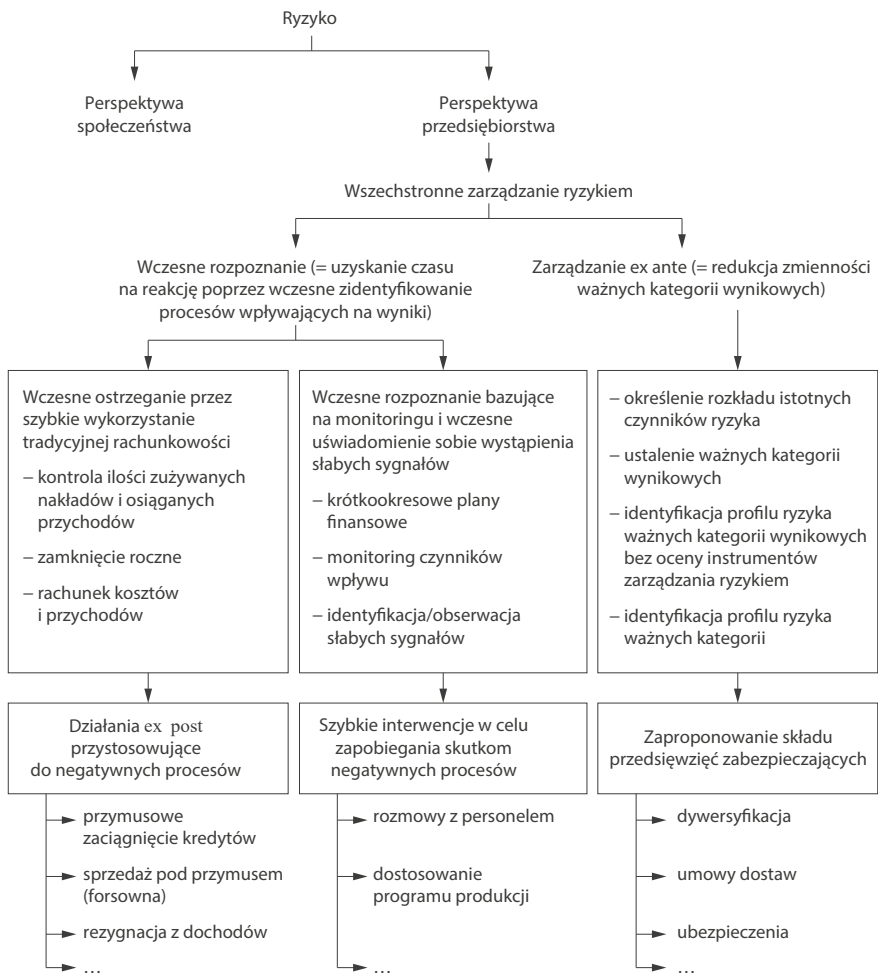 Ryzyko
Perspektywa
społeczeństwa
Perspektywa
przedsiębiorstwa
Wszechstronne zarządzanie ryzykiem
Wczesne rozpoznanie (= uzyskanie czasu
na reakcję poprzez wczesne zidentyfikowanie
procesów wpływających na wyniki)
Zarządzanie ex ante (= redukcja zmienności
ważnych kategorii wynikowych)
Wczesne ostrzeganie przez
szybkie wykorzystanie
tradycyjnej rachunkowości
– kontrola ilości zużywanych
nakładów i osiąganych
przychodów
– zamknięcie roczne
– rachunek kosztów
i przychodów
Wczesne rozpoznanie bazujące
na monitoringu i wczesne
uświadomienie sobie wystąpienia
słabych sygnałów
– krótkookresowe plany
finansowe
– monitoring czynników
wpływu
– identyfikacja/obserwacja
słabych sygnałów
– określenie rozkładu istotnych
czynników ryzyka
– ustalenie ważnych kategorii
wynikowych
– identyfikacja profilu ryzyka
ważnych kategorii wynikowych
bez oceny instrumentów
zarządzania ryzykiem
– identyfikacja profilu ryzyka
ważnych kategorii
Działania ex post
przystosowujące
do negatywnych procesów
Szybkie interwencje w celu
zapobiegania skutkom
negatywnych procesów
Zaproponowanie składu
przedsięwzięć zabezpieczających
przymusowe
zaciągnięcie kredytów
sprzedaż pod przymusem
(forsowna)
rezygnacja z dochodów
...
rozmowy z personelem
dostosowanie
programu produkcji
...
dywersyfikacja
umowy dostaw
ubezpieczenia
...